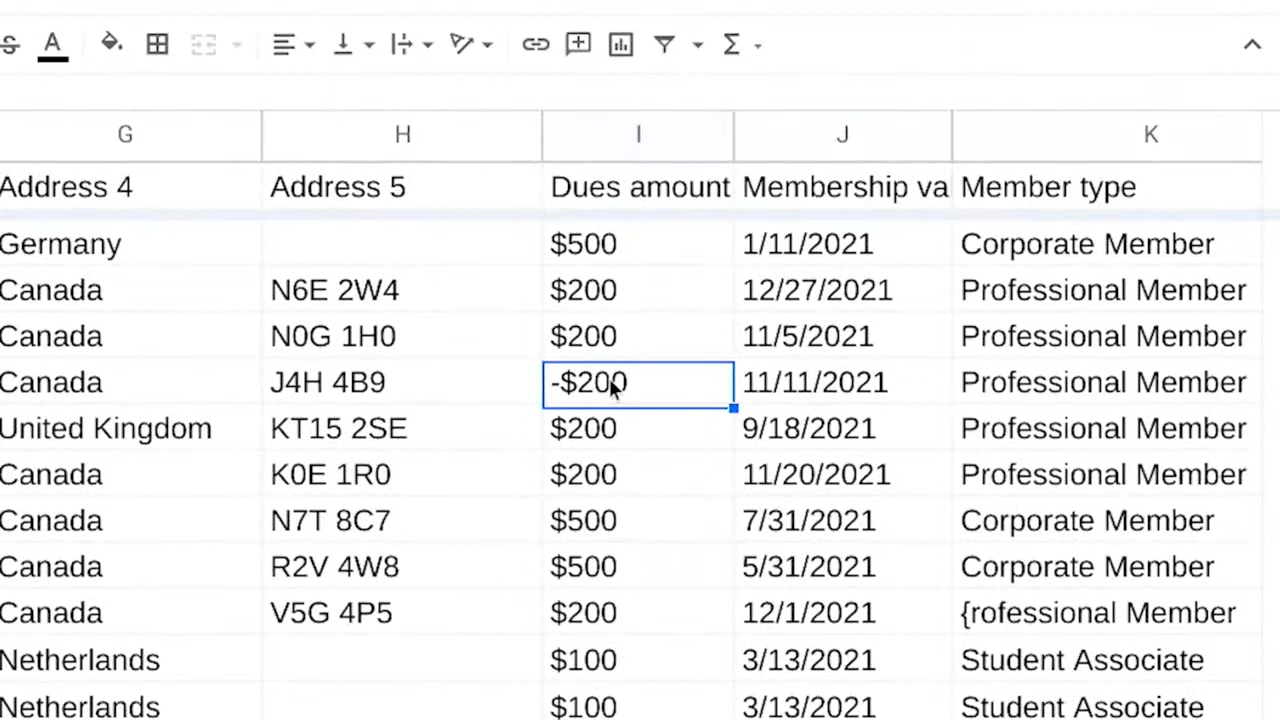 G H I J K
Address 4 Address 5 Dues amount Membership va Member type
Germany $500 1/11/2021 Corporate Member
Canada N6E 2W4 $200 12/27/2021 Professional Member
Canada N0G 1H0 $200 11/5/2021 Professional Member
Canada J4H 4B9 -$200 11/11/2021 Professional Member
United Kingdom KT15 2SE $200 9/18/2021 Professional Member
Canada K0E 1R0 $200 11/20/2021 Professional Member
Canada N7T 8C7 $500 7/31/2021 Corporate Member
Canada R2V 4W8 $500 5/31/2021 Corporate Member
Canada V5G 4P5 $200 12/1/2021 {rofessional Member
Netherlands $100 3/13/2021 Student Associate
Netherlands $100 3/13/2021 Student Associate